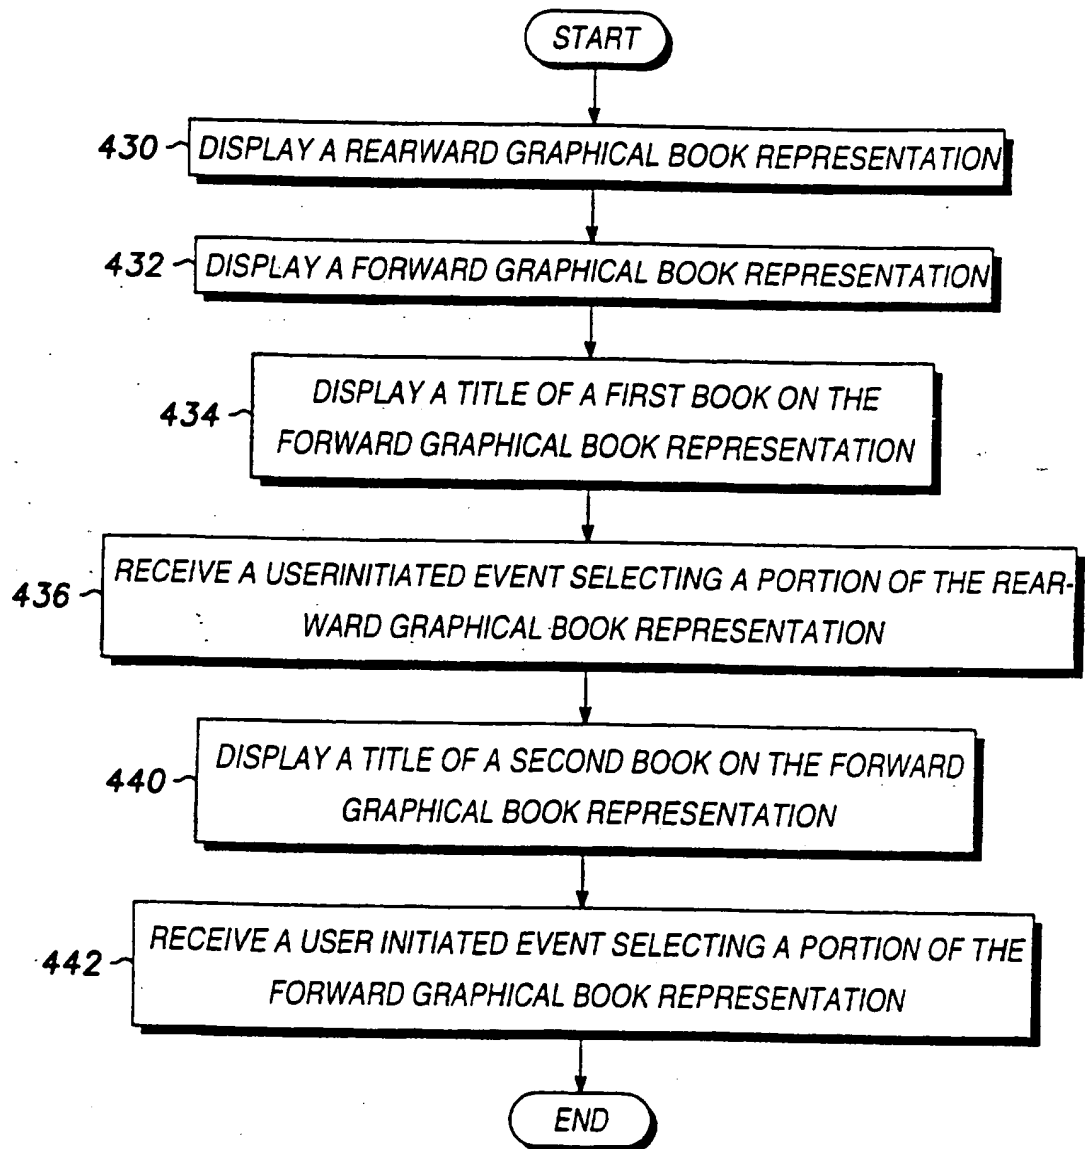 START
430 DISPLAY A REARWARD GRAPHICAL BOOK REPRESENTATION
432 DISPLAY A FORWARD GRAPHICAL BOOK REPRESENTATION
434 DISPLAY A TITLE OF A FIRST BOOK ON THE
FORWARD GRAPHICAL BOOK REPRESENTATION
436 RECEIVE A USERINITIATED EVENT SELECTING A PORTION OF THE REAR-
WARD GRAPHICAL BOOK REPRESENTATION
440 DISPLAY A TITLE OF A SECOND BOOK ON THE FORWARD
GRAPHICAL BOOK REPRESENTATION
442 RECEIVE A USER INITIATED EVENT SELECTING A PORTION OF THE
FORWARD GRAPHICAL BOOK REPRESENTATION
END